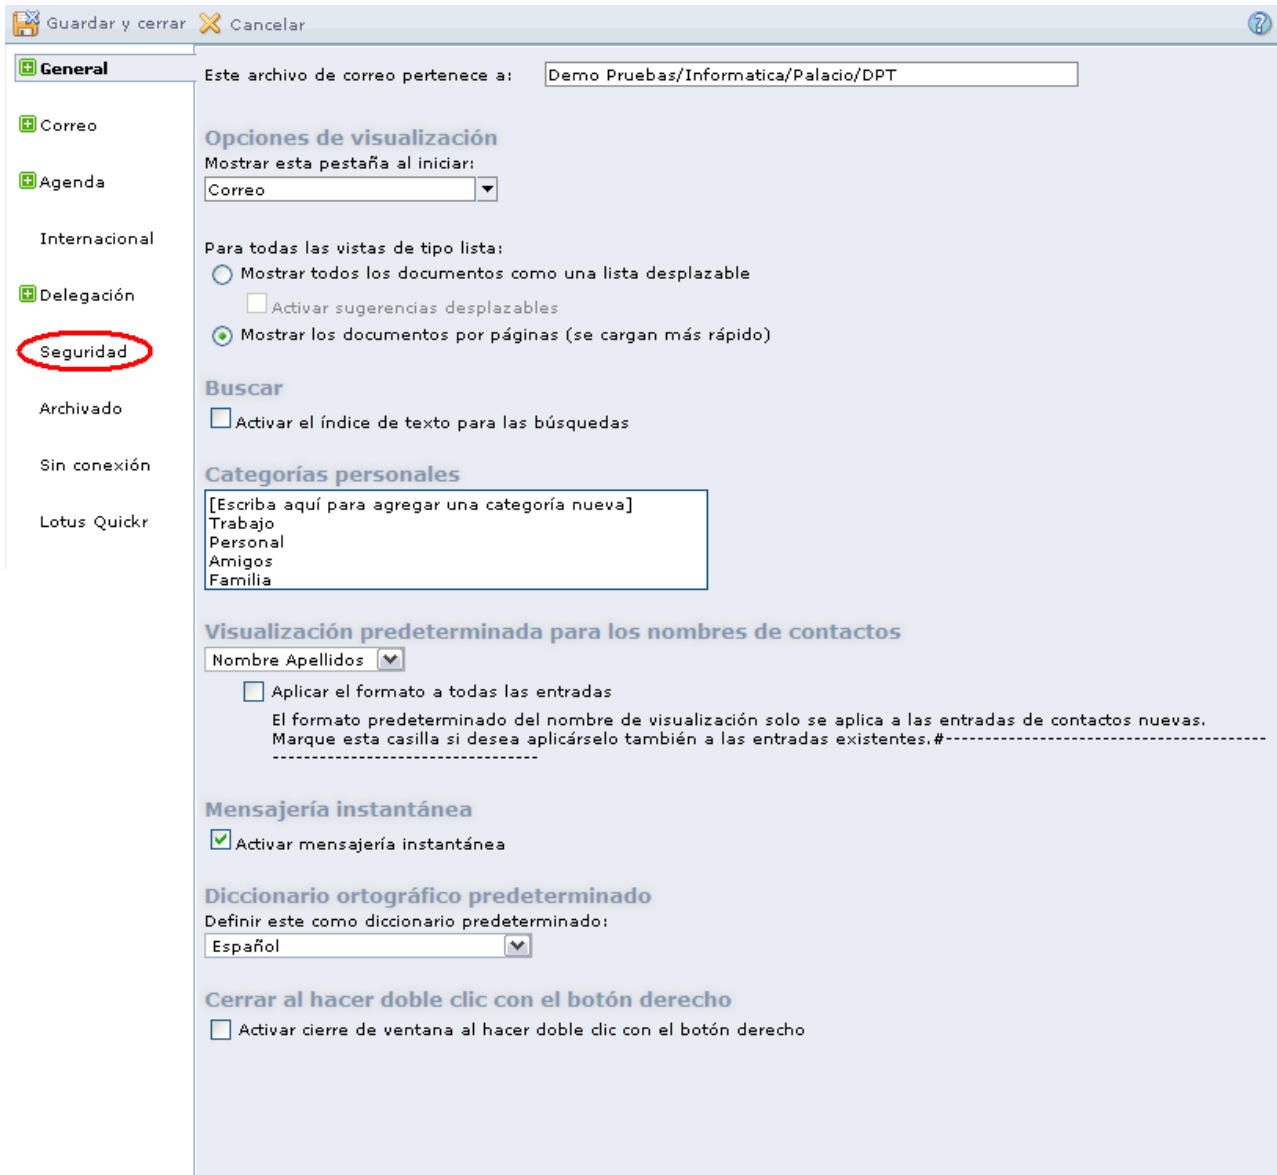 Guardar y cerrar Cancelar
General
Este archivo de correo pertenece a: Demo Pruebas/Informatica/Palacio/DPT
Correo
Agenda
Internacional
Delegación
Seguridad
Archivado
Sin conexión
Lotus Quickr
Opciones de visualización
Mostrar esta pestaña al iniciar:
Correo
Para todas las vistas de tipo lista:
Mostrar todos los documentos como una lista desplazable
Activar sugerencias desplazables
Mostrar los documentos por páginas (se cargan más rápido)
Buscar
Activar el índice de texto para las búsquedas
Categorías personales
[Escriba aquí para agregar una categoría nueva]
Trabajo
Personal
Amigos
Familia
Visualización predeterminada para los nombres de contactos
Nombre Apellidos
Aplicar el formato a todas las entradas
El formato predeterminado del nombre de visualización solo se aplica a las entradas de contactos nuevas.
Marque esta casilla si desea aplicárselo también a las entradas existentes.#-----------------------------------------
----------------------------------
Mensajería instantánea
Activar mensajería instantánea
Diccionario ortográfico predeterminado
Definir este como diccionario predeterminado:
Español
Cerrar al hacer doble clic con el botón derecho
Activar cierre de ventana al hacer doble clic con el botón derecho